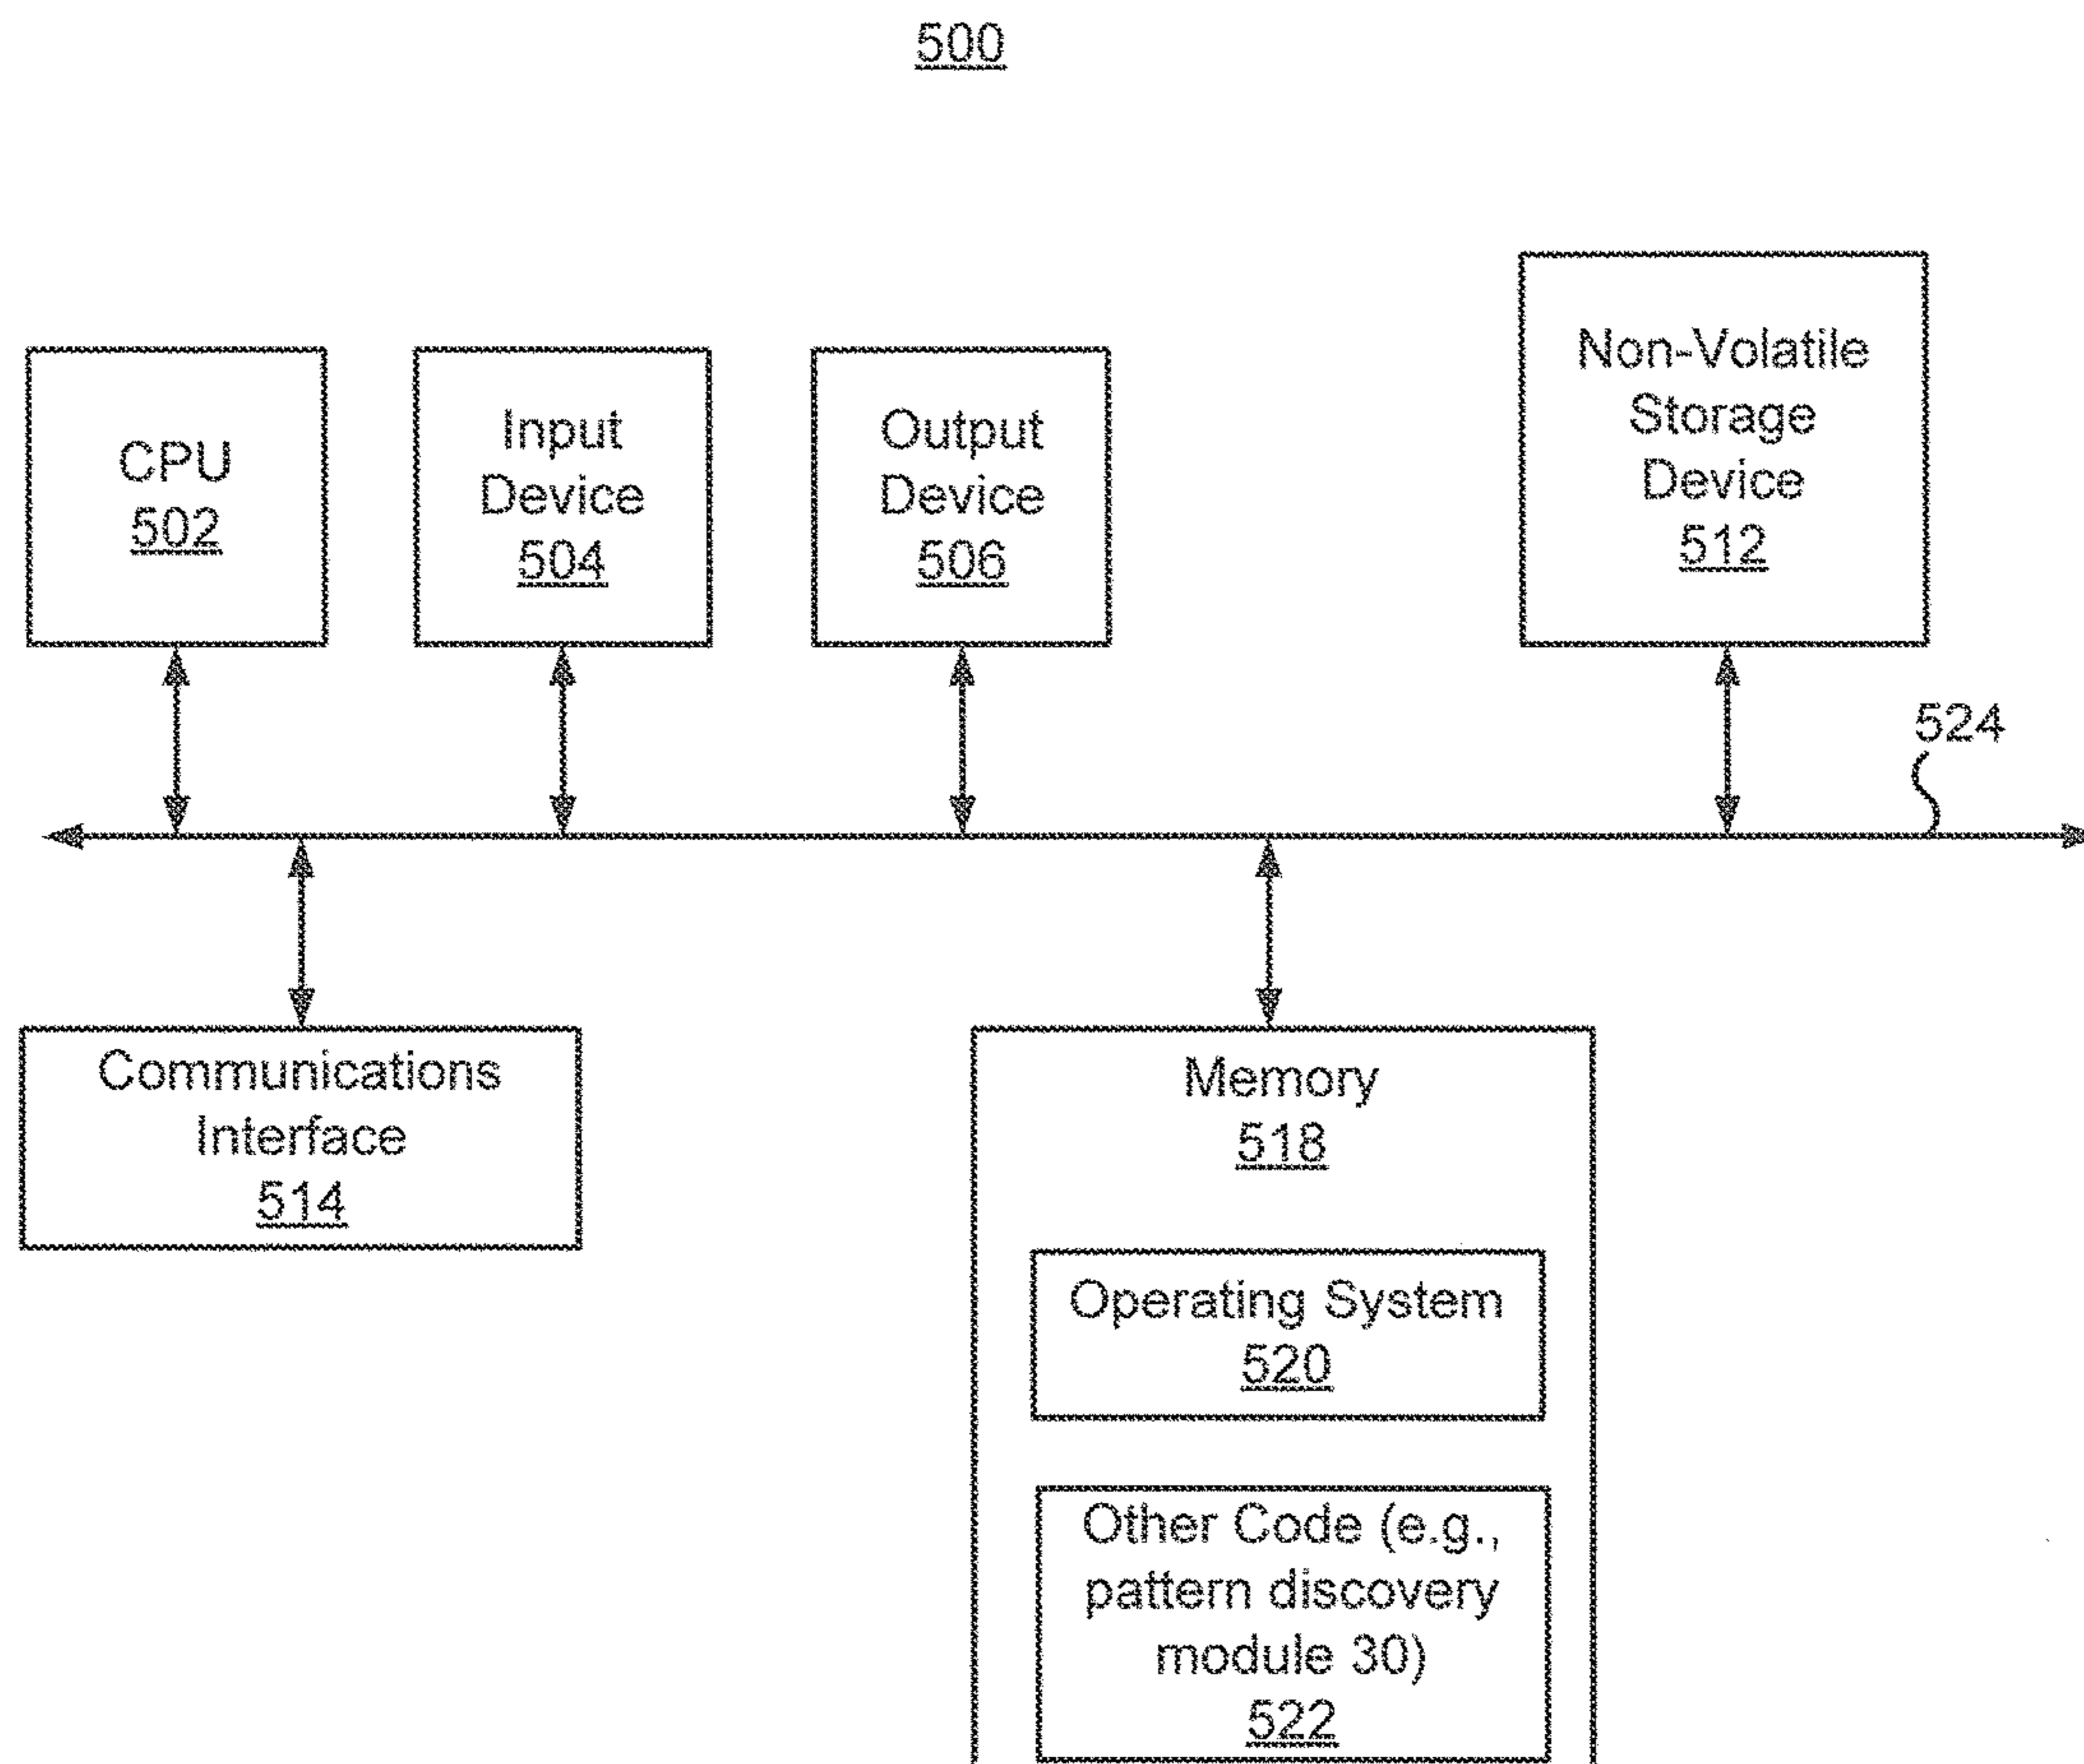 500
CPU
502
Input
Device
504
Output
Device
506
Non-Volatile
Storage
Device
512
524
Communications
Interface
514
Memory
518
Operating System
520
Other Code (e.g.,
pattern discovery
module 30)
522